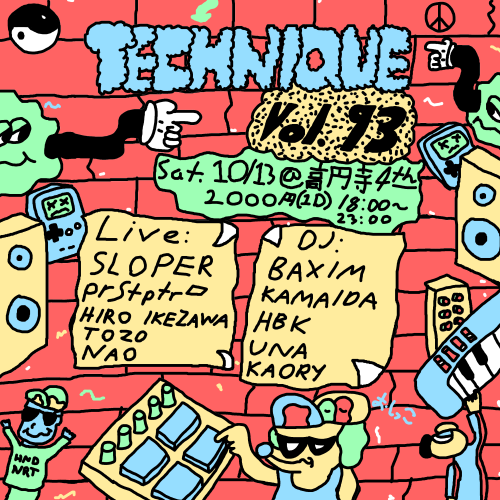 TECHNIQUE
Vol. 93
Sat. 10/13 @ 高円寺4th
2000円(1D) 18:00~
23:00
Live:
SLOPER
prStptrロ
HIRO IKEZAWA
TOZO
NAO
DJ:
BAXIM
KAMAIDA
HBK
UNA
KAORY
HND
NRT